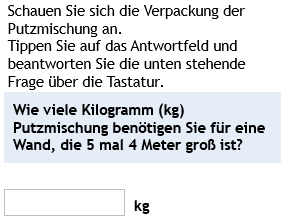 Schauen Sie sich die Verpackung der
Putzmischung an.
Tippen Sie auf das Antwortfeld und
beantworten Sie die unten stehende
Frage über die Tastatur.
Wie viele Kilogramm (kg)
Putzmischung benötigen Sie für eine
Wand, die 5 mal 4 Meter groß ist?
kg